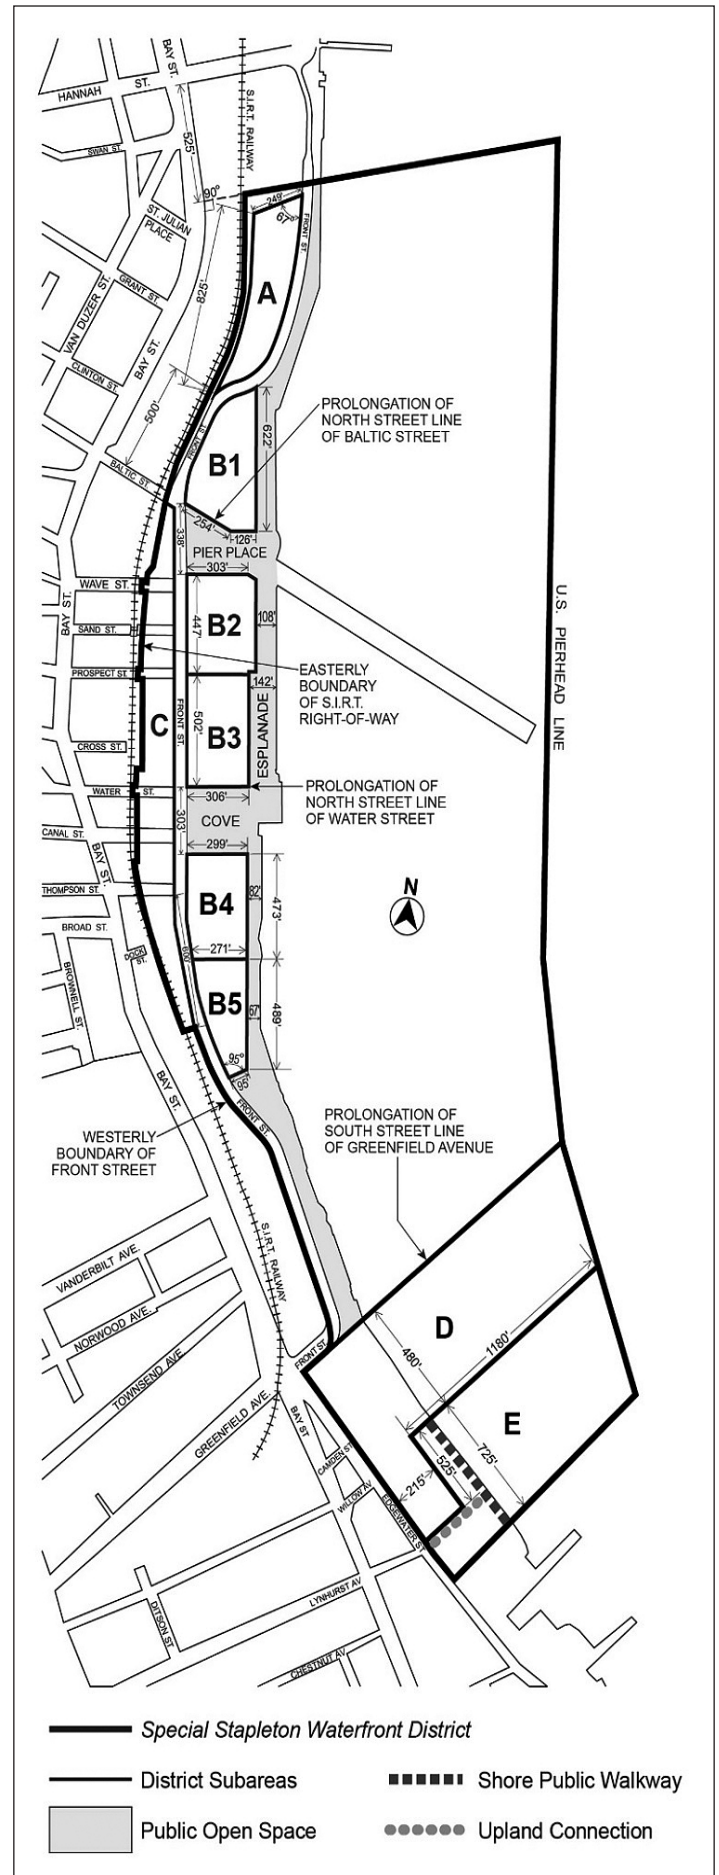 BAY ST.
HANNAH ST.
S.I.R.T. RAILWAY
525'
SWAN ST.
90°
249'
67°
ST. JULIAN
PLACE
FRONT ST.
A
GRANT ST.
825'
VAN DUZER ST.
BAY ST.
CLINTON ST.
500'
PROLONGATION OF
NORTH STREET LINE
OF BALTIC STREET
622'
FRONT ST.
B1
BALTIC ST.
254'
126'
338'
PIER PLACE
303'
WAVE ST.
U.S. PIERHEAD LINE
BAY ST.
B2
108'
447'
SAND ST.
EASTERLY
BOUNDARY
OF S.I.R.T.
RIGHT-OF-WAY
PROSPECT ST.
142'
C
FRONT ST.
502'
B3
ESPLANADE
CROSS ST.
WATER ST.
306'
PROLONGATION OF
NORTH STREET LINE
OF WATER STREET
303'
COVE
CANAL ST.
299'
BAY ST.
THOMPSON ST.
B4
82'
473'
N
BROAD ST.
271'
600'
DOCK ST.
BROWNELL ST.
B5
67'
489'
95°
95'
BAY ST.
FRONT ST.
WESTERLY
BOUNDARY OF
FRONT STREET
PROLONGATION OF
SOUTH STREET LINE
OF GREENFIELD AVENUE
S.I.R.T. RAILWAY
VANDERBILT AVE.
NORWOOD AVE.
D
480'
1180'
FRONT ST.
TOWNSEND AVE.
GREENFIELD AVE.
BAY ST
E
725'
525'
215'
CAMDEN ST
WILLOW AV
EDGEWATER ST
LYNHURST AV
DITSON ST.
CHESTNUT AV
Special Stapleton Waterfront District
District Subareas
Shore Public Walkway
Public Open Space
Upland Connection